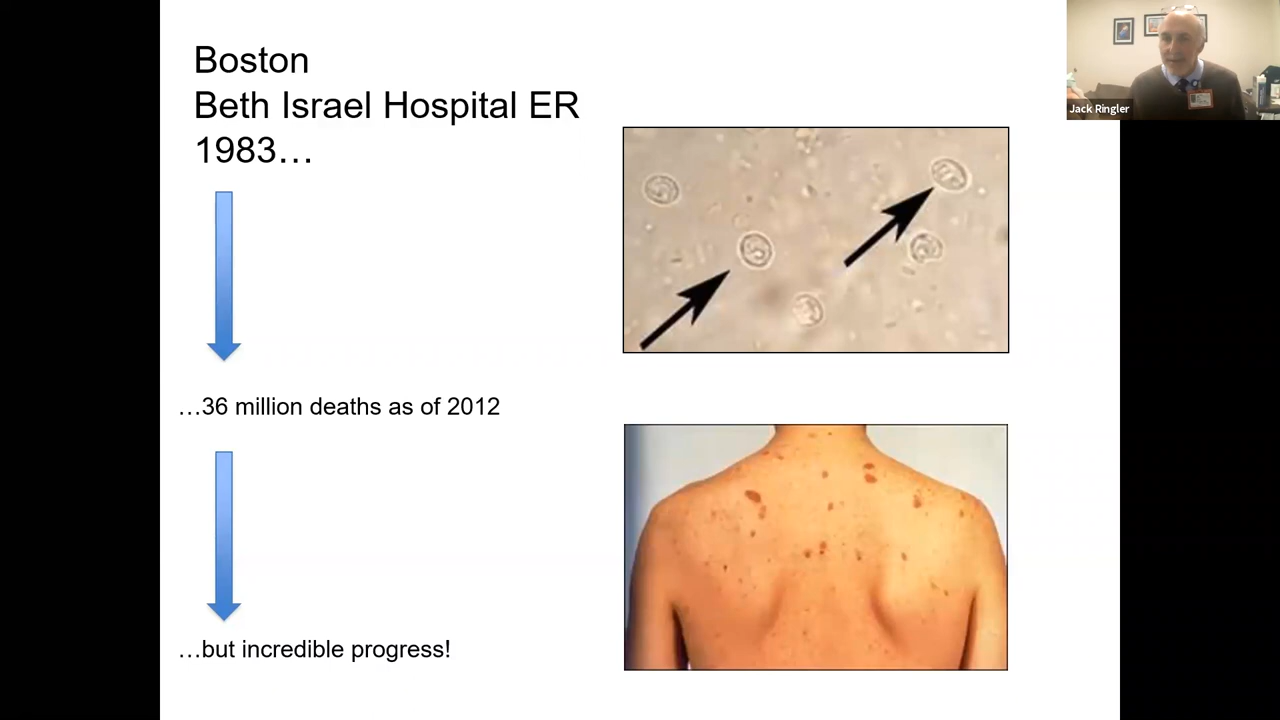 Boston
Beth Israel Hospital ER
1983…
…36 million deaths as of 2012
…but incredible progress!
Jack Ringler